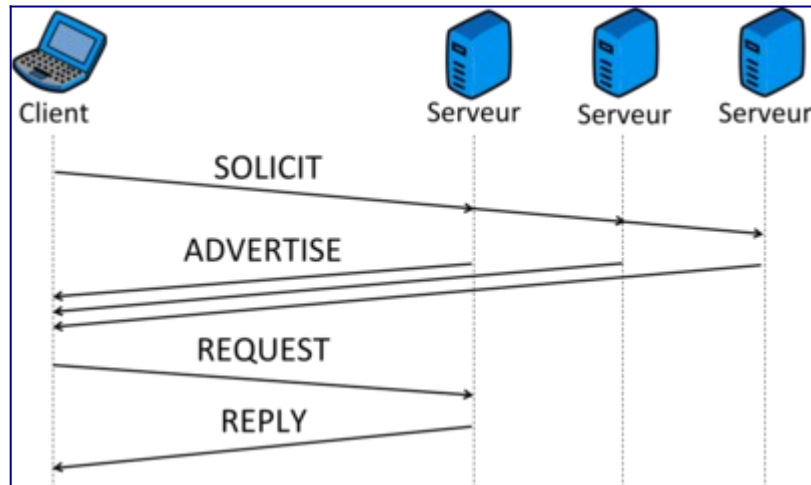 Client
Serveur
Serveur
Serveur
SOLICIT
ADVERTISE
REQUEST
REPLY